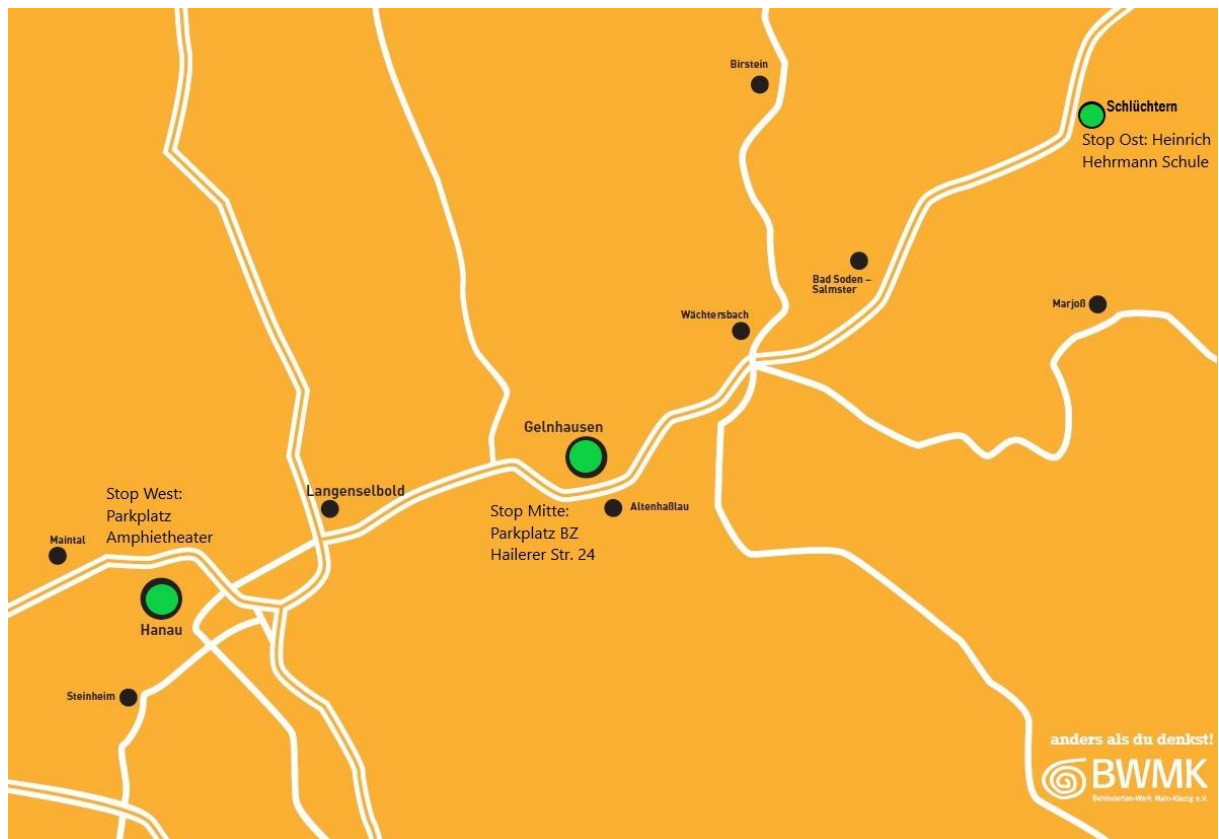 Birstein
Schlüchtern
Stop Ost: Heinrich
Hehrmann Schule
Bad Soden –
Salmster
Marjoß
Wächtersbach
Gelnhausen
Stop West:
Parkplatz
Amphietheater
Langenselbold
Stop Mitte:
Parkplatz BZ
Hailerer Str. 24
Altenhaßlau
Maintal
Hanau
Steinheim
anders als du denkst!
BWMK
Behinderten-Werk Main-Kinzig e.V.